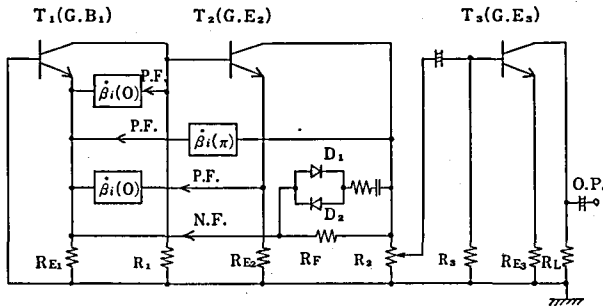 T₁(G.B₁) T₂(G.E₂) T₃(G.E₃)
P.F.
β̇i(0)
P.F.
β̇i(π)
D₁
P.F.
β̇i(0)
D₂
O.P.
N.F.
RE₁ R₁ RE₂ RF R₂ R₃ RE₃ RL